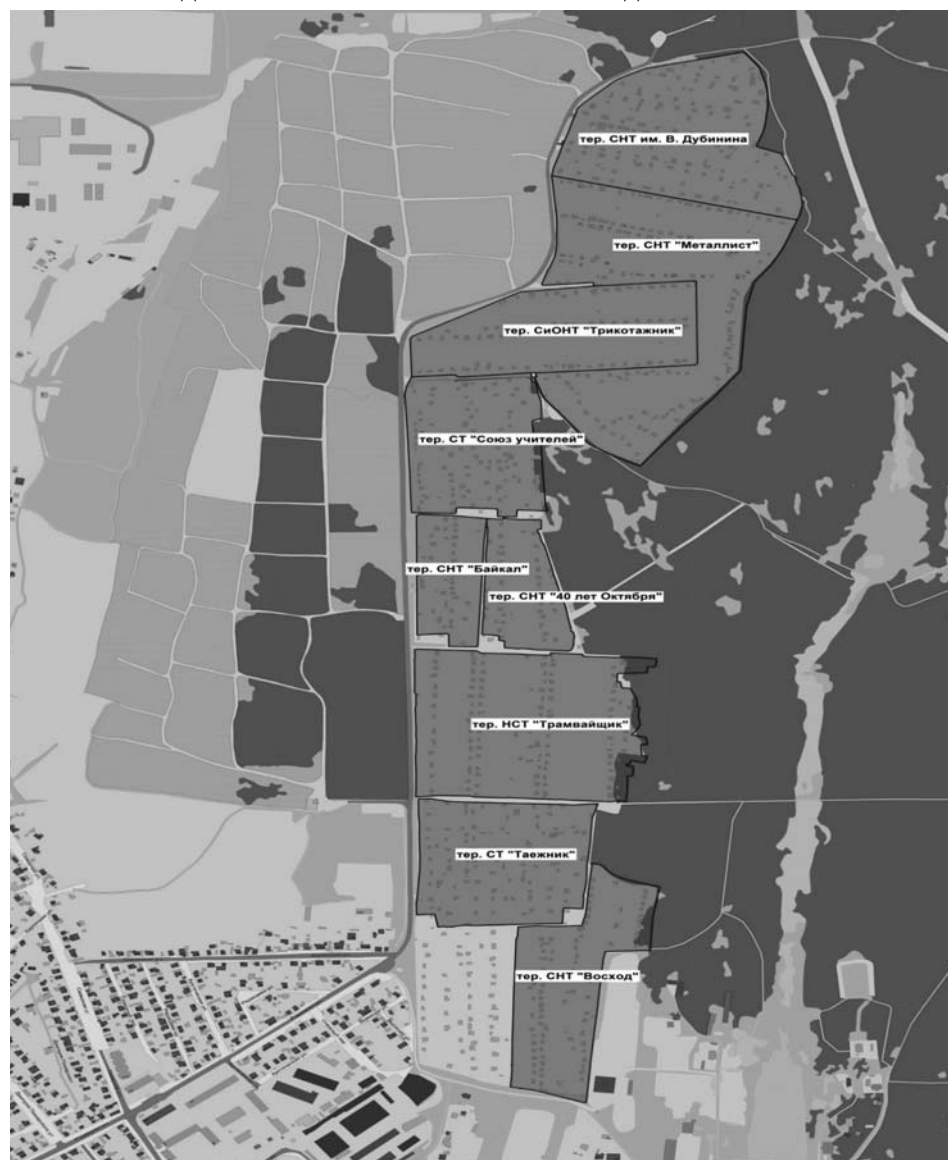 тер. СНТ им. В. Дубинина
тер. СНТ "Металлист"
тер. СиОНТ "Трикотажник"
тер. СТ "Союз учителей"
тер. СНТ "Байкал"
тер. СНТ "40 лет Октября"
тер. НСТ "Трамвайщик"
тер. СТ "Таежник"
тер. СНТ "Восход"